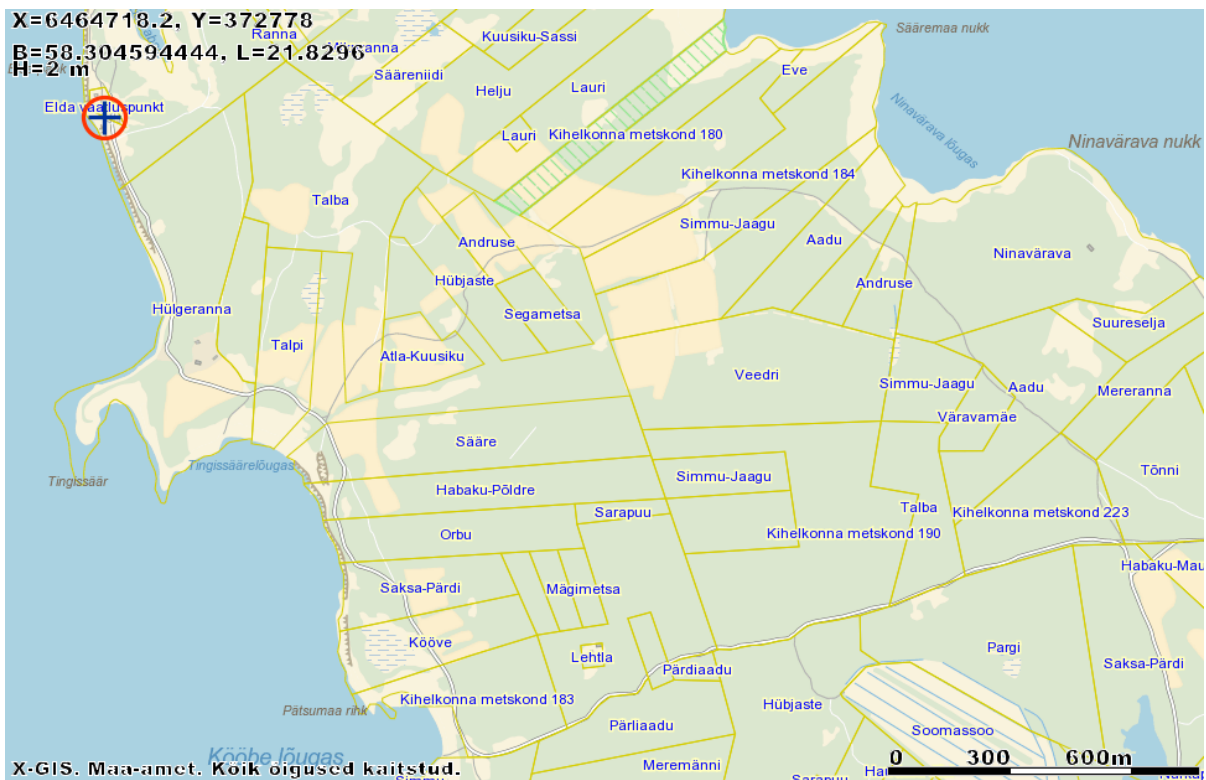 X=6464718.2, Y=372778
B=58.304594444, L=21.8296
H=2 m
Ranna
Kuusiku-Sassi
Sääremaa nukk
Sääreniidi
Helju
Lauri
Eve
Elda vaatluspunkt
Lauri
Kihelkonna metskond 180
Ninavärava lõugas
Ninavärava nukk
Kihelkonna metskond 184
Talba
Simmu-Jaagu
Andruse
Aadu
Ninavärava
Hübjaste
Andruse
Hülgeranna
Segametsa
Suureselja
Talpi
Atla-Kuusiku
Veedri
Simmu-Jaagu
Aadu
Mereranna
Väravamäe
Sääre
Tingissäärelõugas
Tõnni
Tingissäär
Simmu-Jaagu
Habaku-Põldre
Sarapuu
Talba
Kihelkonna metskond 223
Orbu
Kihelkonna metskond 190
Saksa-Pärdi
Mägimetsa
Habaku-Mau
Kööve
Pargi
Lehtla
Saksa-Pärdi
Pärdiaadu
Kihelkonna metskond 183
Hübjaste
Pätsumaa rihk
Pärliaadu
Soomassoo
Kööbe lõugas
0 300 600m
Meremänni
X-GIS. Maa-amet. Kõik õigused kaitstud.
Sarapuu